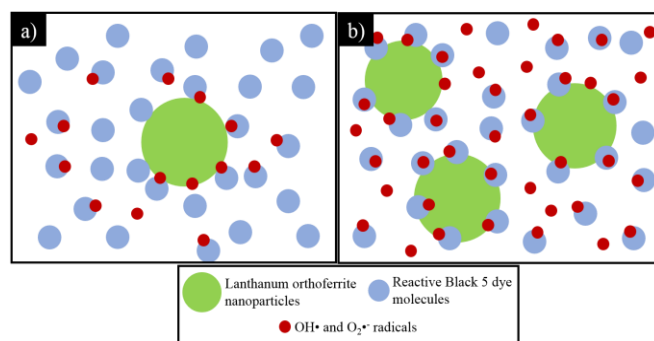 a)
b)
Lanthanum orthoferrite
nanoparticles
Reactive Black 5 dye
molecules
OH• and O₂•⁻ radicals